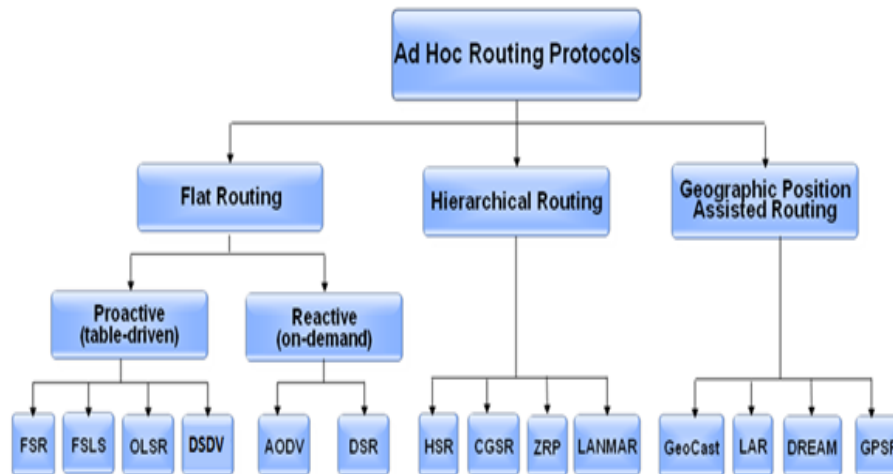 Ad Hoc Routing Protocols
Flat Routing
Hierarchical Routing
Geographic Position
Assisted Routing
Proactive
(table-driven)
Reactive
(on-demand)
FSR
FSLS
OLSR
DSDV
AODV
DSR
HSR
CGSR
ZRP
LANMAR
GeoCast
LAR
DREAM